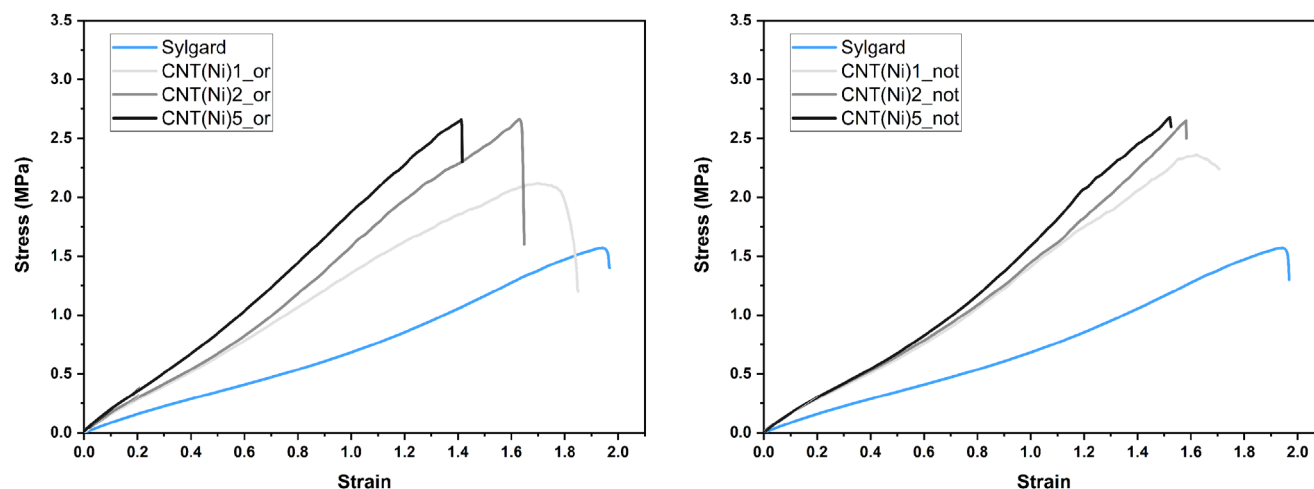 3.5
3.0
2.5
2.0
1.5
1.0
0.5
0.0
Stress (MPa)
Sylgard
CNT(Ni)1_or
CNT(Ni)2_or
CNT(Ni)5_or
0.0 0.2 0.4 0.6 0.8 1.0 1.2 1.4 1.6 1.8 2.0
Strain
3.5
3.0
2.5
2.0
1.5
1.0
0.5
0.0
Stress (MPa)
Sylgard
CNT(Ni)1_not
CNT(Ni)2_not
CNT(Ni)5_not
0.0 0.2 0.4 0.6 0.8 1.0 1.2 1.4 1.6 1.8 2.0
Strain